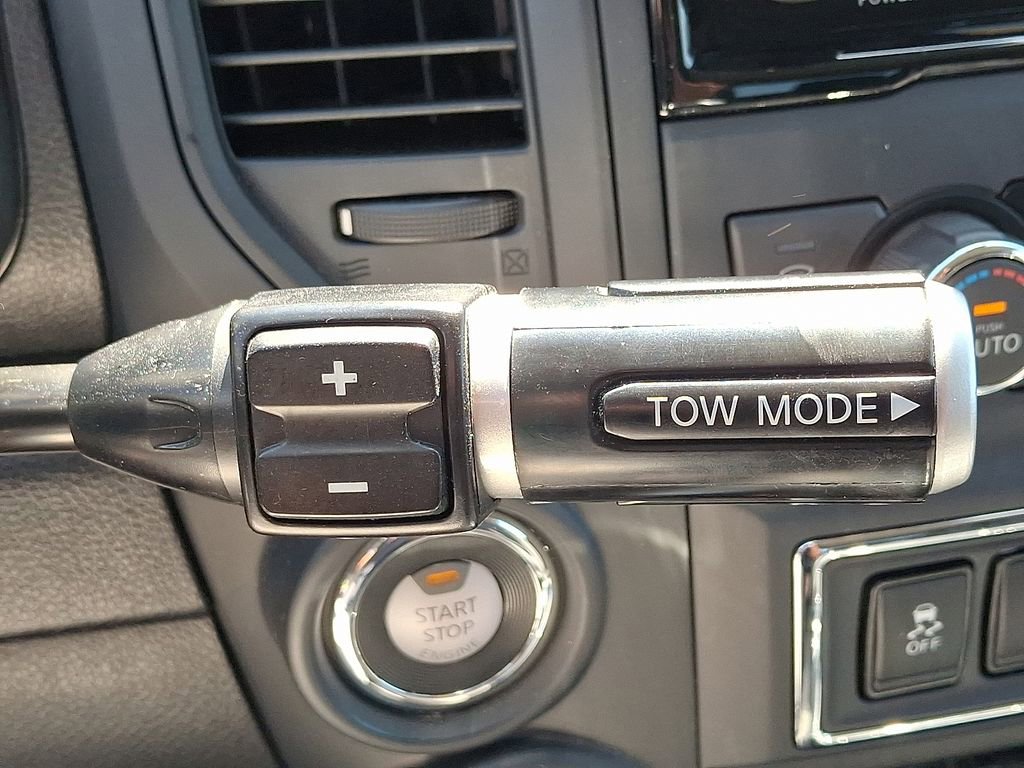 +
TOW MODE
−
START
STOP
ENGINE
PUSH
AUTO
OFF